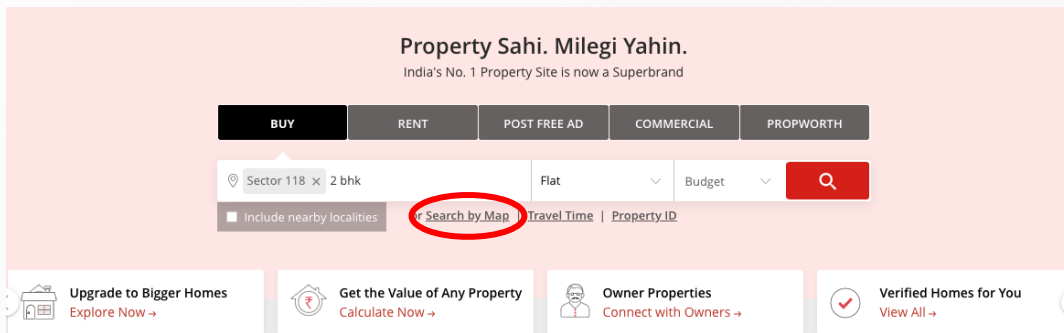 Property Sahi. Milegi Yahin.
India's No. 1 Property Site is now a Superbrand
BUY RENT POST FREE AD COMMERCIAL PROPWORTH
Sector 118 × 2 bhk Flat Budget
Include nearby localities or Search by Map | Travel Time | Property ID
Upgrade to Bigger Homes Get the Value of Any Property Owner Properties Verified Homes for You
Explore Now → Calculate Now → Connect with Owners → View All →